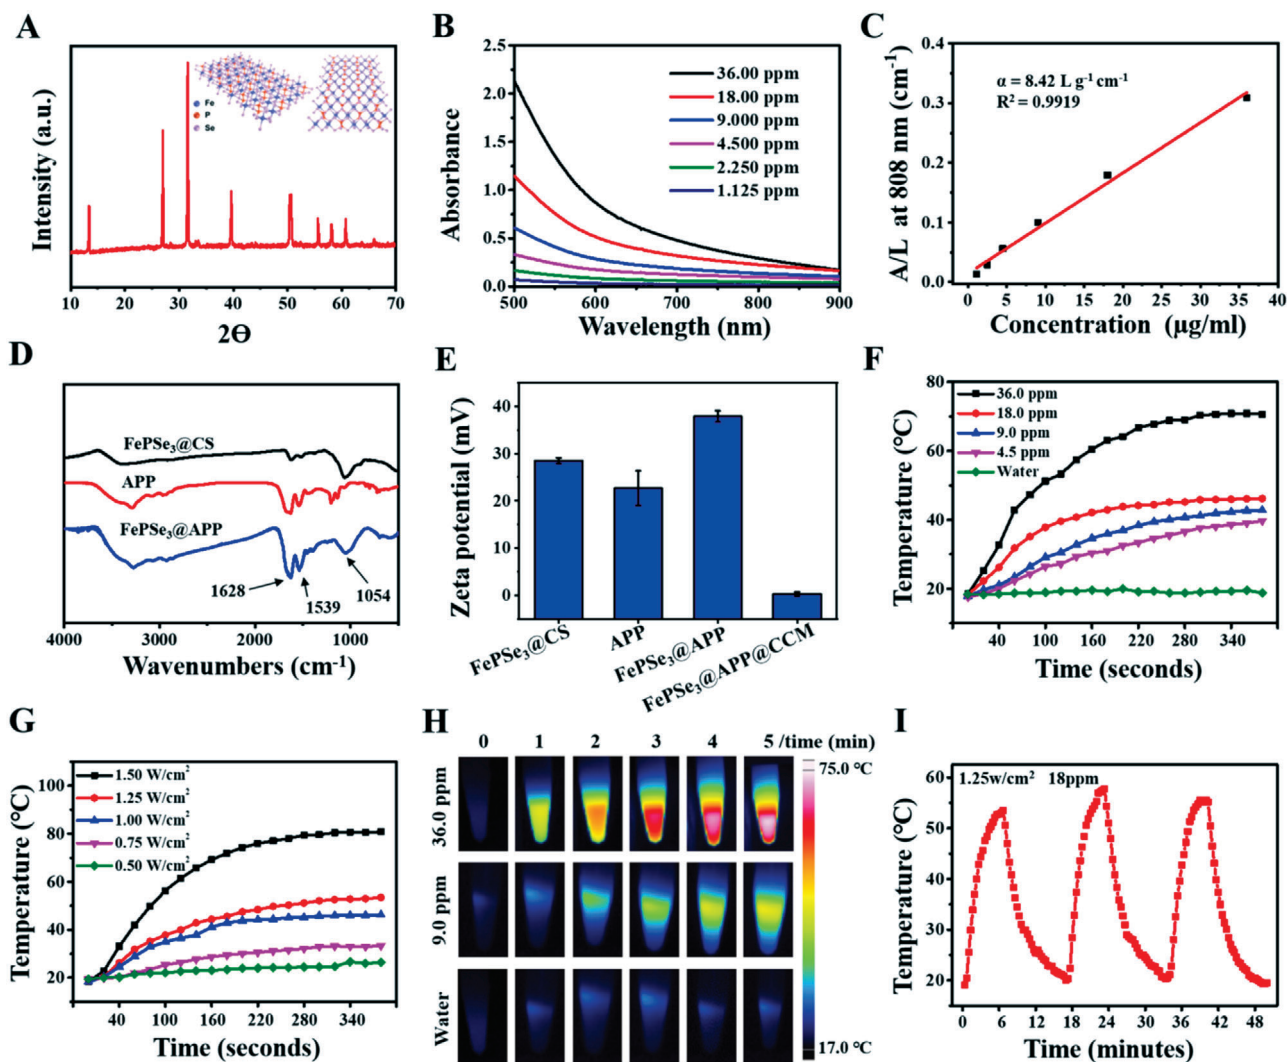 A
Intensity (a.u.)
Fe
P
Se
10 20 30 40 50 60 70
2Θ
B
Absorbance
2.5
2.0
1.5
1.0
0.5
0.0
36.00 ppm
18.00 ppm
9.000 ppm
4.500 ppm
2.250 ppm
1.125 ppm
500 600 700 800 900
Wavelength (nm)
C
A/L at 808 nm (cm⁻¹)
0.4
0.3
0.2
0.1
0.0
α = 8.42 L g⁻¹ cm⁻¹
R² = 0.9919
0 5 10 15 20 25 30 35 40
Concentration (μg/ml)
D
FePSe₃@CS
APP
FePSe₃@APP
1628
1539
1054
4000 3000 2000 1000
Wavenumbers (cm⁻¹)
E
Zeta potential (mV)
40
30
20
10
0
FePSe₃@CS
APP
FePSe₃@APP
FePSe₃@APP@CCM
F
Temperature (℃)
80
60
40
20
36.0 ppm
18.0 ppm
9.0 ppm
4.5 ppm
Water
40 100 160 220 280 340
Time (seconds)
G
Temperature (℃)
100
80
60
40
20
1.50 W/cm²
1.25 W/cm²
1.00 W/cm²
0.75 W/cm²
0.50 W/cm²
40 100 160 220 280 340
Time (seconds)
H
0 1 2 3 4 5 /time (min)
36.0 ppm
9.0 ppm
Water
75.0 ℃
17.0 ℃
I
Temperature (℃)
60
50
40
30
20
1.25w/cm² 18ppm
0 6 12 18 24 30 36 42 48
Time (minutes)